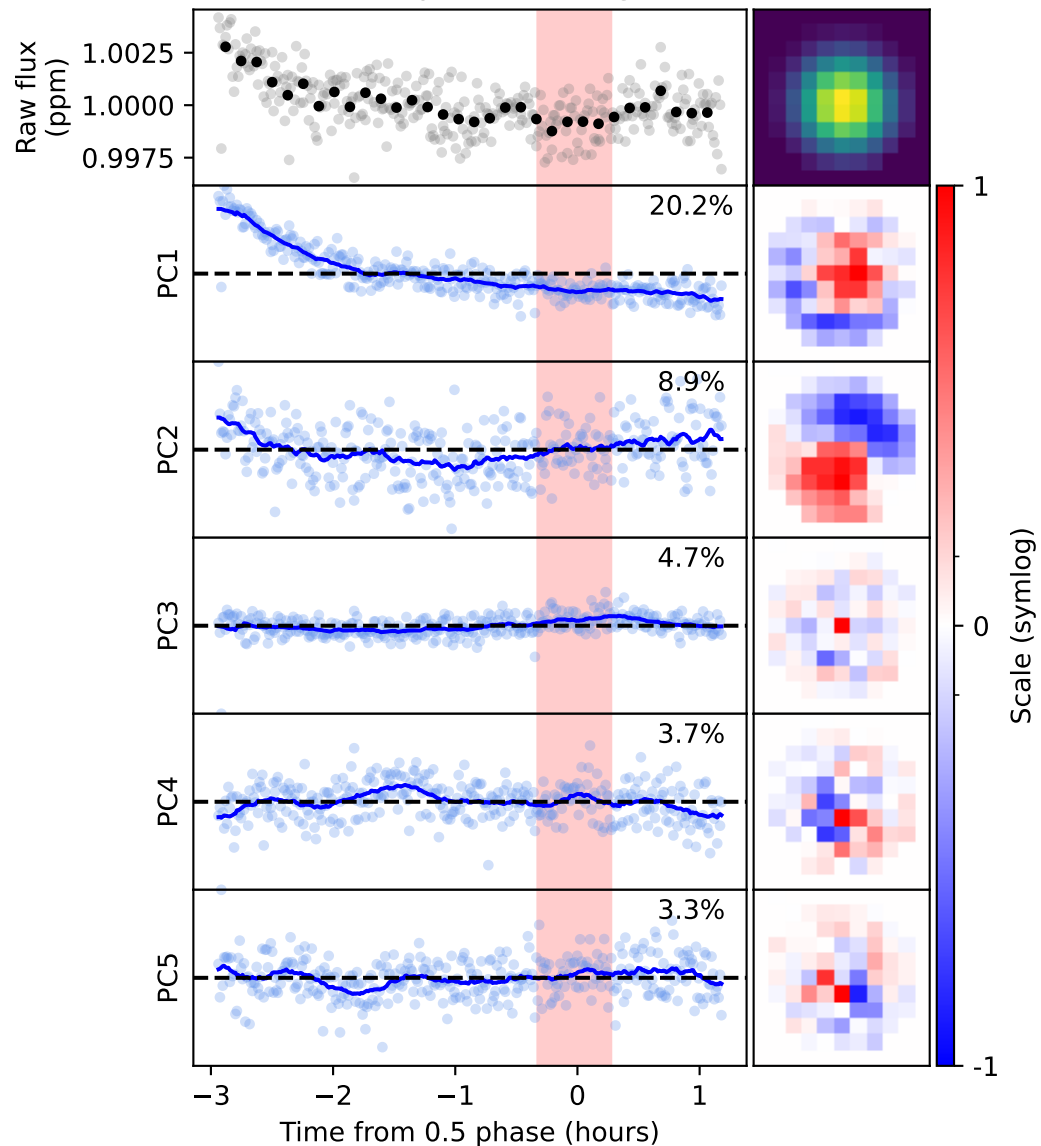 Raw flux
(ppm)
1.0025
1.0000
0.9975
PC1
20.2%
PC2
8.9%
PC3
4.7%
PC4
3.7%
PC5
3.3%
1
0
-1
Scale (symlog)
−3
−2
−1
0
1
Time from 0.5 phase (hours)